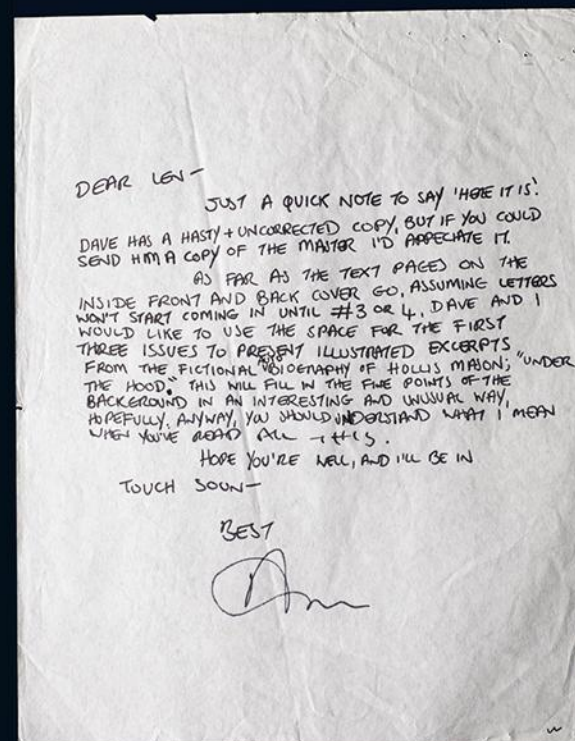 DEAR LEN-
JUST A QUICK NOTE TO SAY 'HERE IT IS'.
DAVE HAS A HASTY + UNCORRECTED COPY, BUT IF YOU COULD
SEND HIM A COPY OF THE MASTER I'D APPECIATE IT.
AS FAR AS THE TEXT PAGES ON THE
INSIDE FRONT AND BACK COVER GO, ASSUMING LETTERS
WON'T START COMING IN UNTIL #3 OR 4, DAVE AND I
WOULD LIKE TO USE THE SPACE FOR THE FIRST
THREE ISSUES TO PRESENT ILLUSTRATED EXCERPTS
FROM THE FICTIONAL AUTOBIOGRAPHY OF HOLLIS MASON; "UNDER
THE HOOD." THIS WILL FILL IN THE FINE POINTS OF THE
BACKGROUND IN AN INTERESTING AND UNUSUAL WAY,
HOPEFULLY. ANYWAY, YOU SHOULD UNDERSTAND WHAT I MEAN
WHEN YOU'VE READ ALL THIS.
HOPE YOU'RE WELL, AND I'LL BE IN
TOUCH SOON-
BEST